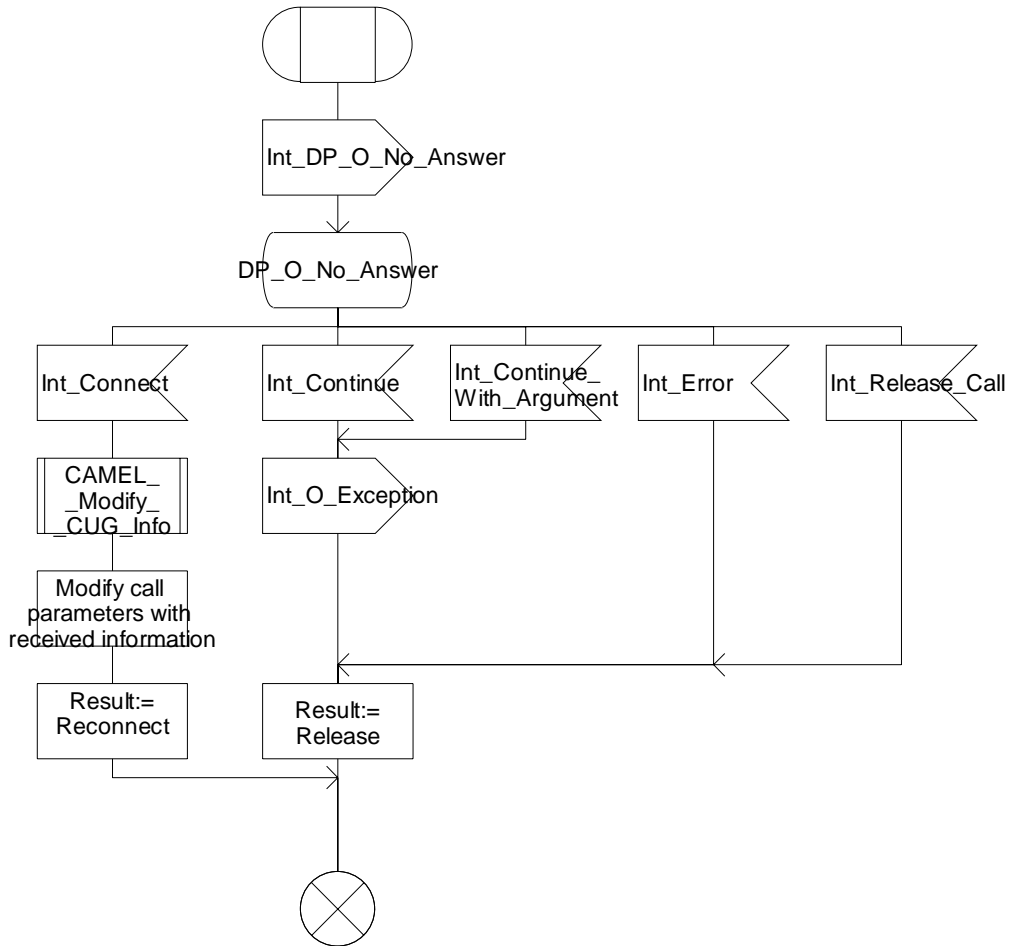 Int_DP_O_No_Answer
DP_O_No_Answer
Int_Connect
Int_Continue
Int_Continue_
With_Argument
Int_Error
Int_Release_Call
CAMEL_
_Modify_
_CUG_Info
Int_O_Exception
Modify call
parameters with
received information
Result:=
Reconnect
Result:=
Release